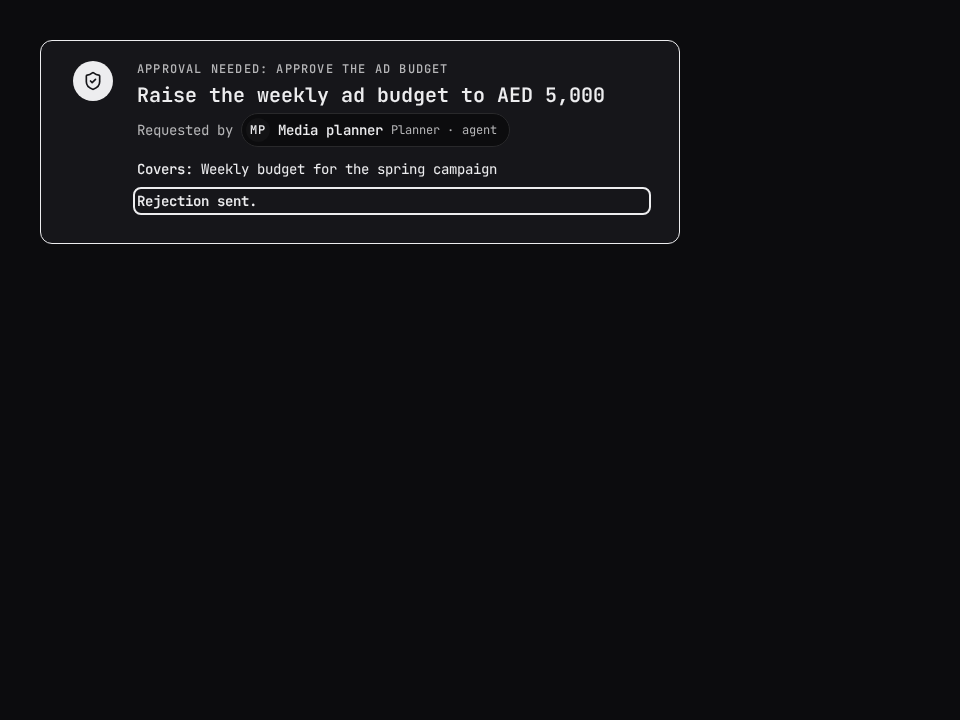 APPROVAL NEEDED: APPROVE THE AD BUDGET
Raise the weekly ad budget to AED 5,000
Requested by MP Media planner Planner · agent
Covers: Weekly budget for the spring campaign
Rejection sent.